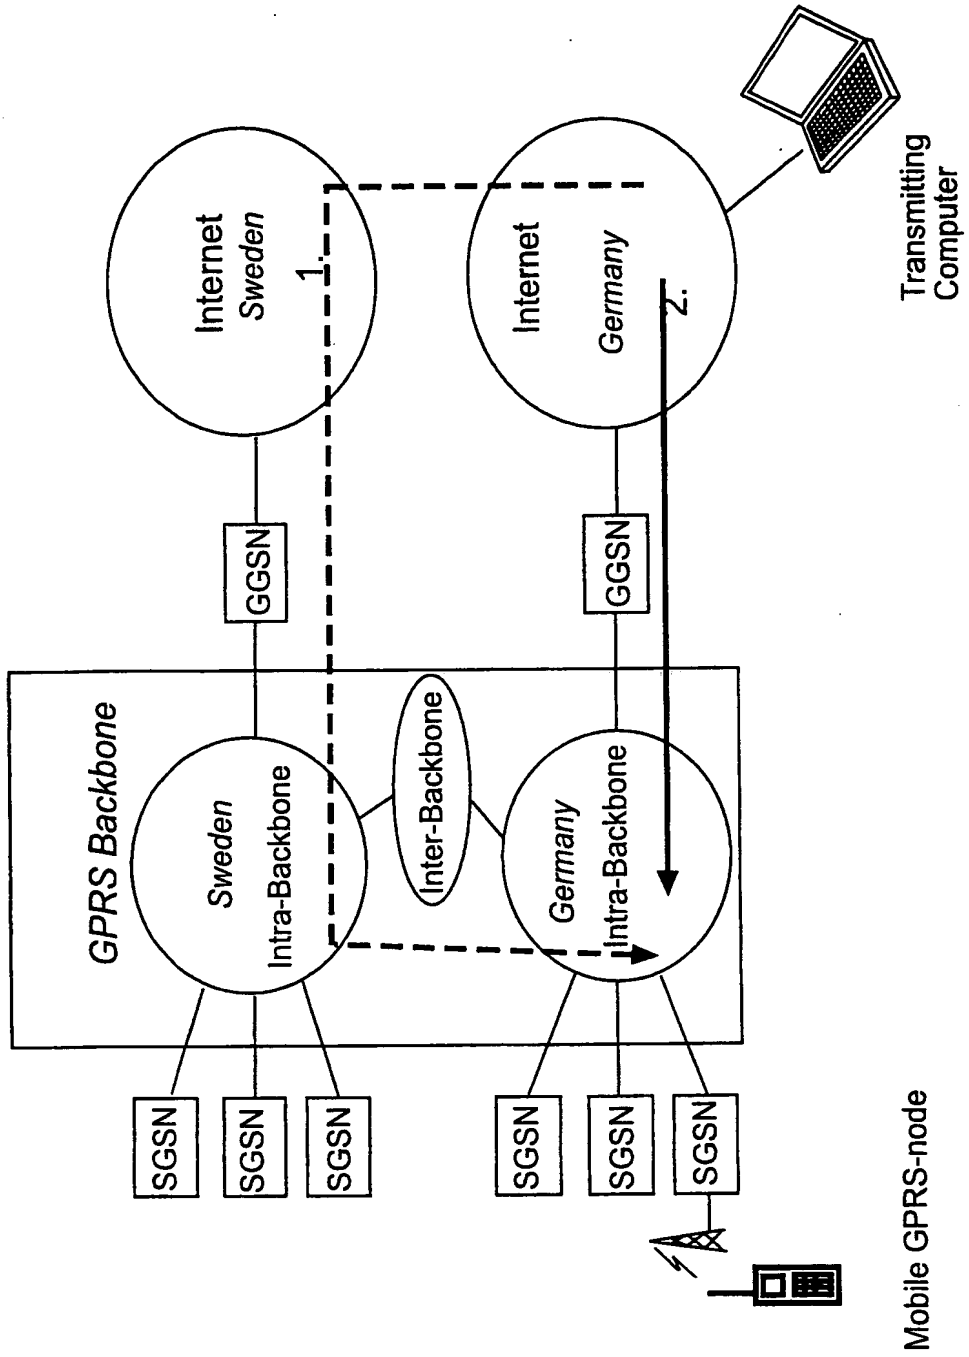 GPRS Backbone
SGSN
SGSN
SGSN
Sweden
Intra-Backbone
GGSN
Internet
Sweden
1.
Inter-Backbone
SGSN
SGSN
SGSN
Germany
Intra-Backbone
GGSN
Internet
Germany
2.
Mobile GPRS-node
Transmitting
Computer